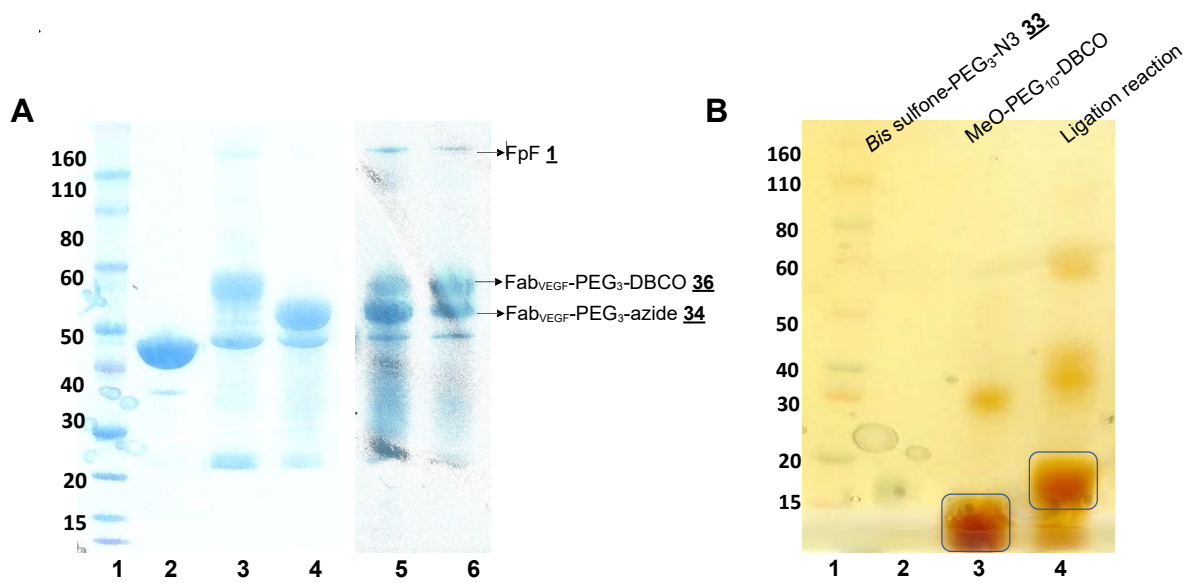 A
160
110
80
60
50
40
30
20
15
1 2 3 4 5 6
FpF 1
FabVEGF-PEG3-DBCO 36
FabVEGF-PEG3-azide 34
B
Bis sulfone-PEG3-N3 33
MeO-PEG10-DBCO
Ligation reaction
160
110
80
60
50
40
30
20
15
1 2 3 4